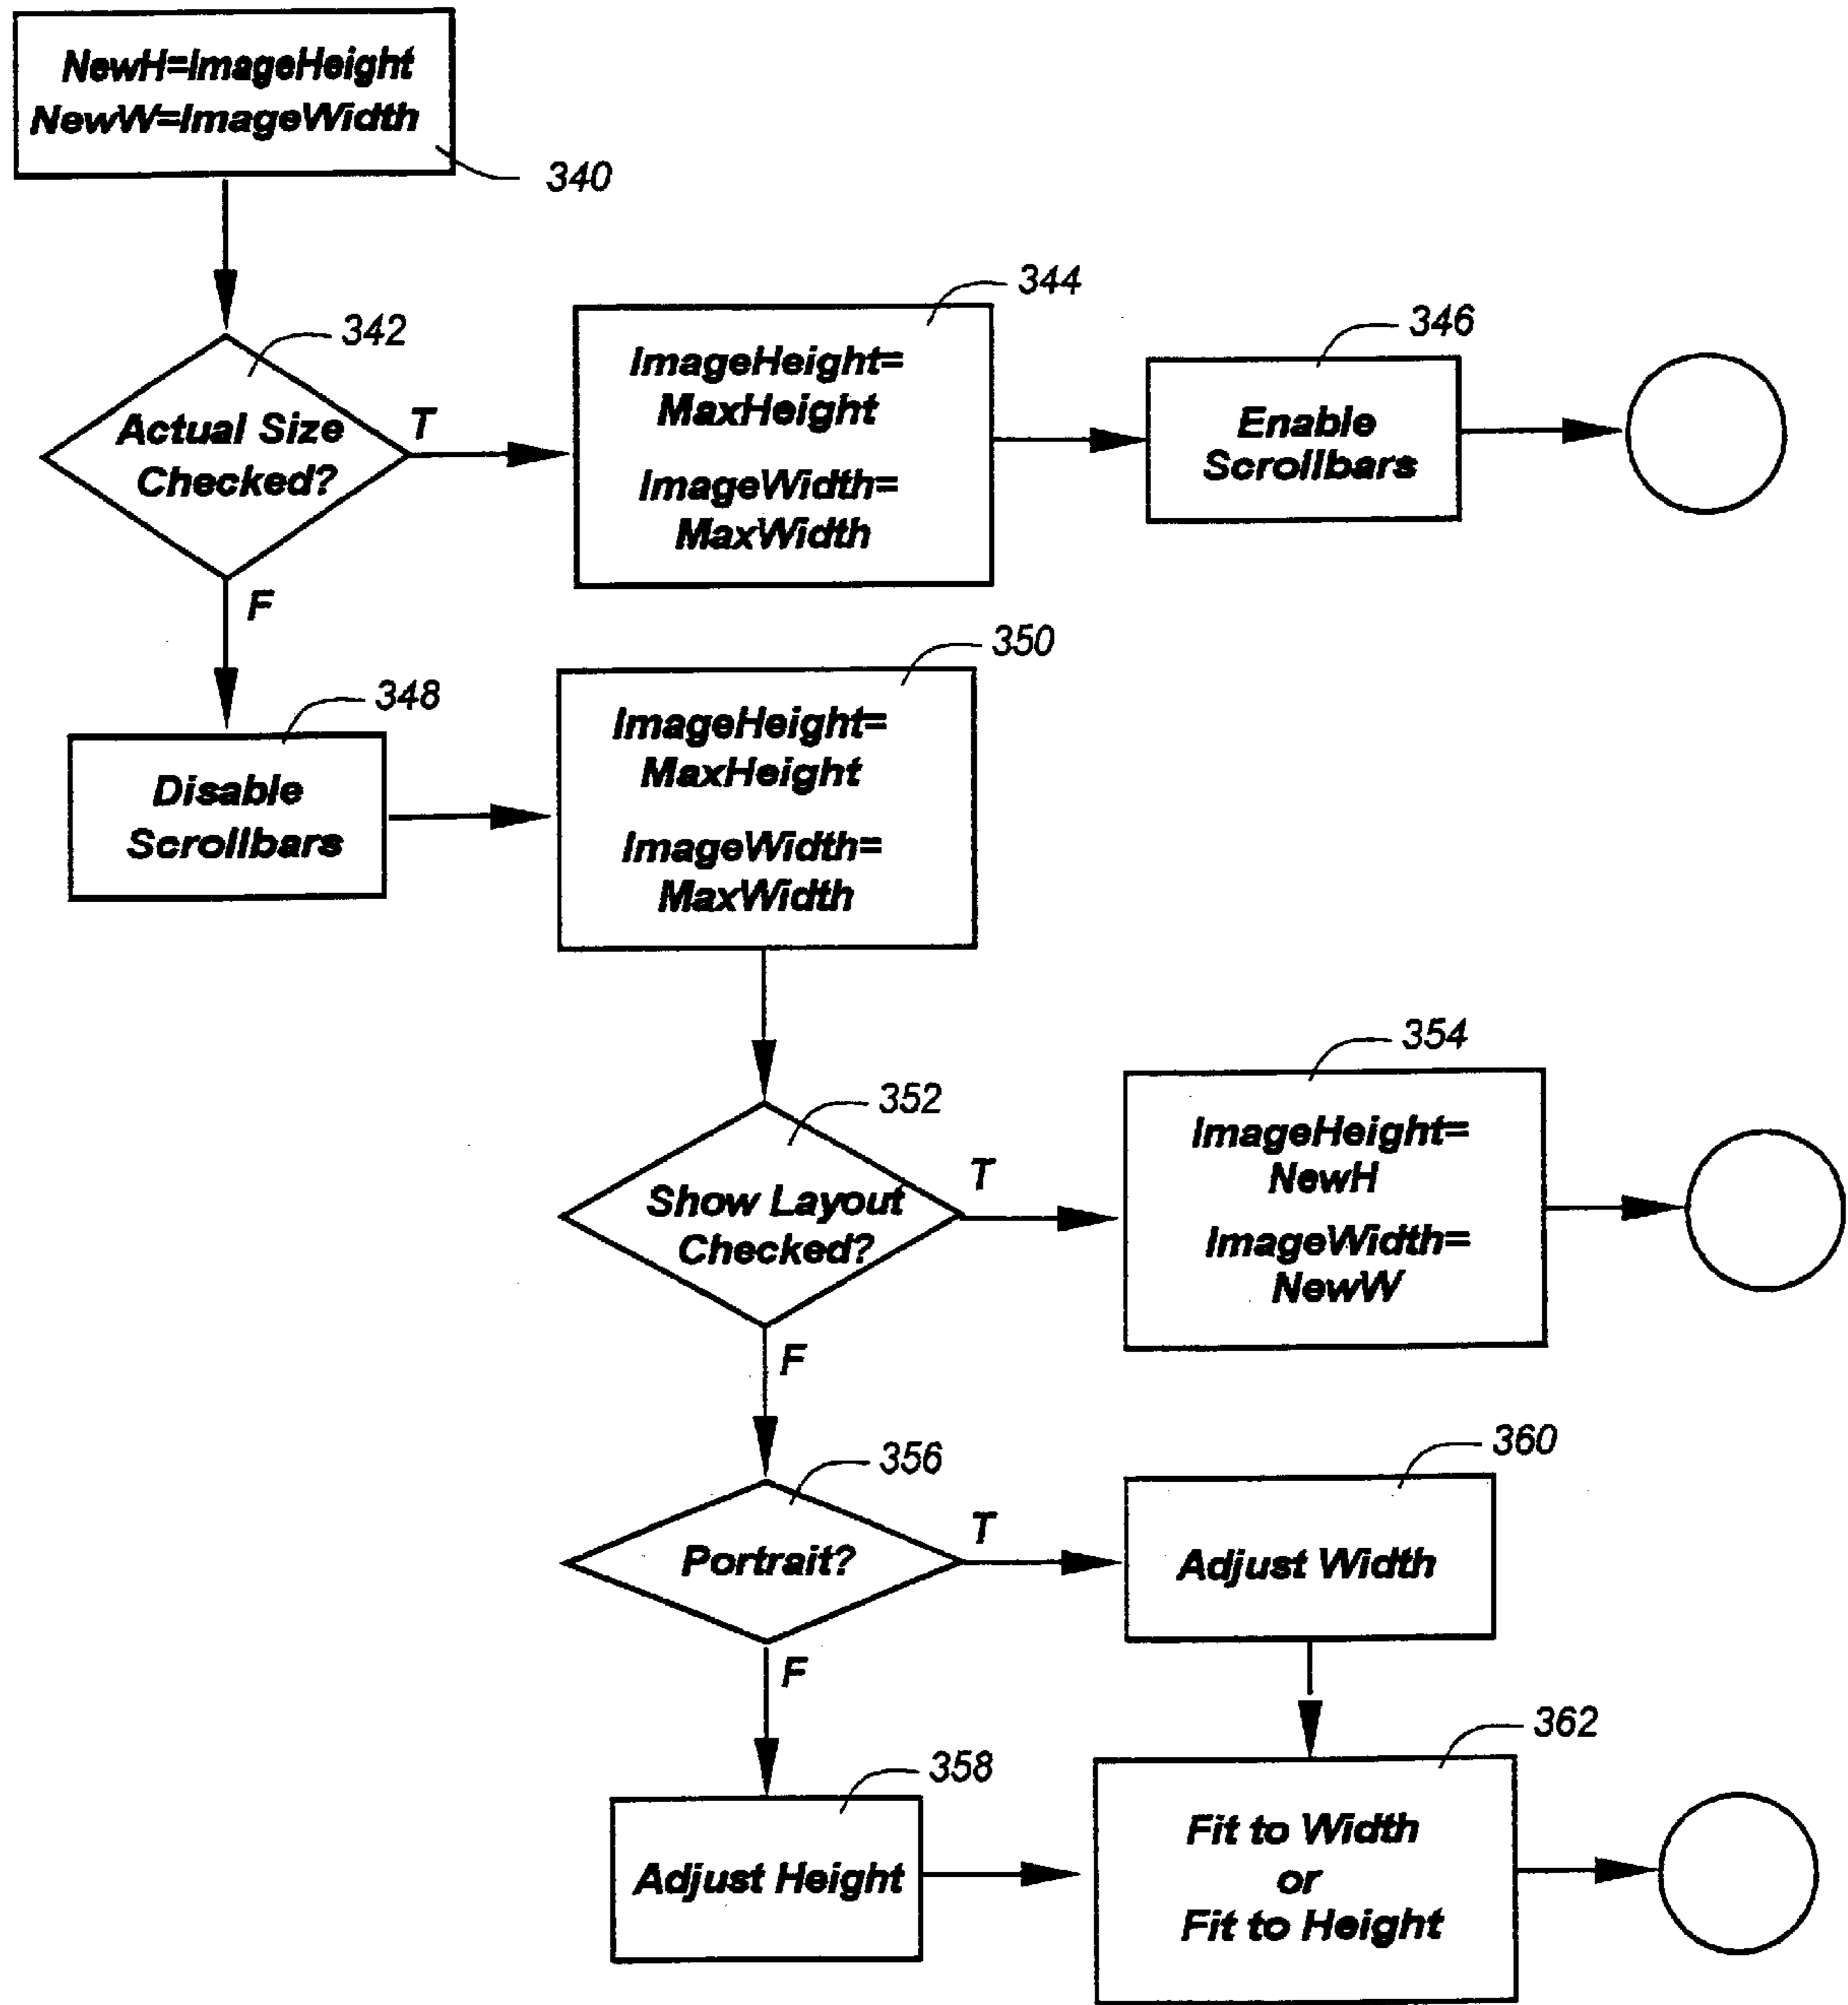 NewH=ImageHeight
NewW=ImageWidth
340
342
Actual Size
Checked?
T
F
344
ImageHeight=
MaxHeight
ImageWidth=
MaxWidth
346
Enable
Scrollbars
348
Disable
Scrollbars
350
ImageHeight=
MaxHeight
ImageWidth=
MaxWidth
352
Show Layout
Checked?
T
F
354
ImageHeight=
NewH
ImageWidth=
NewW
356
Portrait?
T
F
360
Adjust Width
358
Adjust Height
362
Fit to Width
or
Fit to Height